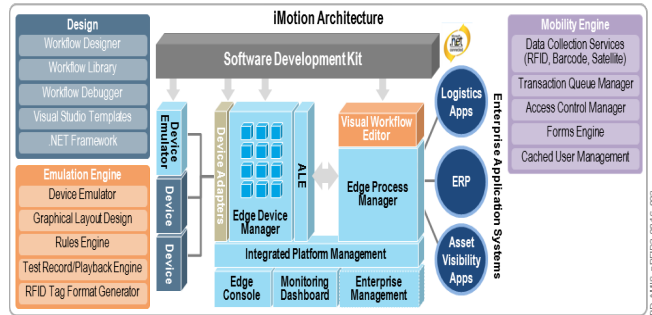 iMotion Architecture
Design
Workflow Designer
Workflow Library
Workflow Debugger
Visual Studio Templates
.NET Framework
Emulation Engine
Device Emulator
Graphical Layout Design
Rules Engine
Test Record/Playback Engine
RFID Tag Format Generator
Software Development Kit
.net
Device
Emulator
Device
Device
Device Adapters
Edge Device
Manager
ALE
Visual Workflow
Editor
Edge Process
Manager
Integrated Platform Management
Edge
Console
Monitoring
Dashboard
Enterprise
Management
Logistics
Apps
ERP
Asset
Visibility
Apps
Enterprise Application Systems
Mobility Engine
Data Collection Services
(RFID, Barcode, Satellite)
Transaction Queue Manager
Access Control Manager
Forms Engine
Cached User Management